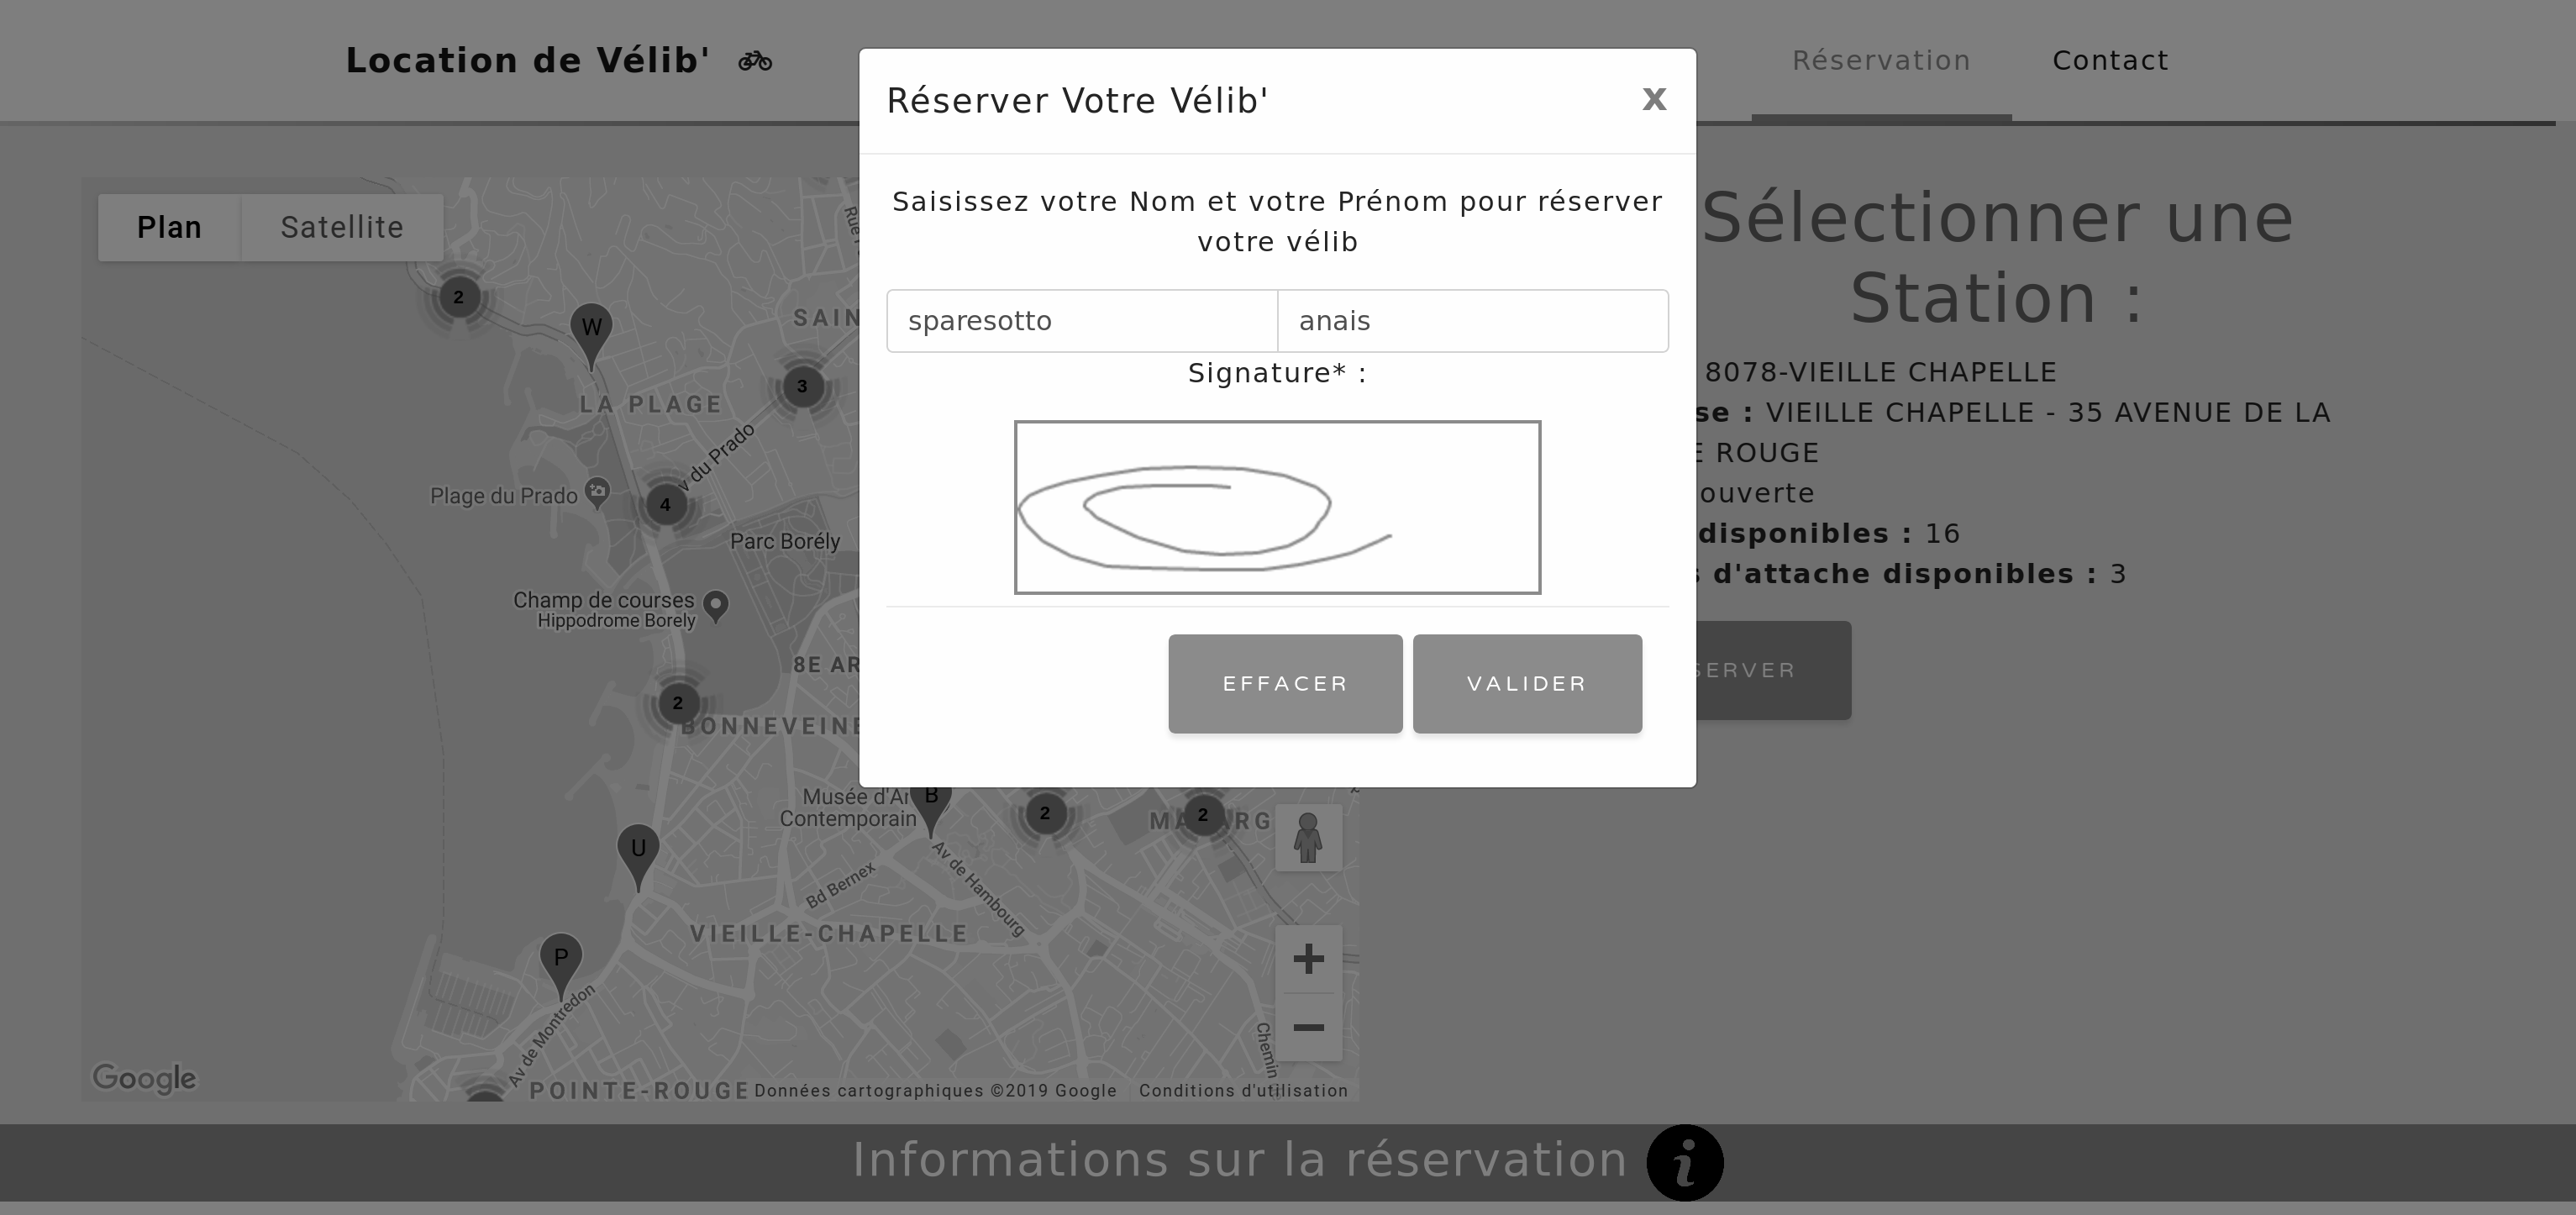 Location de Vélib'
Réservation
Contact
Réserver Votre Vélib'
x
Saisissez votre Nom et votre Prénom pour réserver
votre vélib
sparesotto
anais
Signature* :
EFFACER
VALIDER
Sélectionner une
Station :
8078-VIEILLE CHAPELLE
se : VIEILLE CHAPELLE - 35 AVENUE DE LA
E ROUGE
ouverte
disponibles : 16
s d'attache disponibles : 3
SERVER
Plan
Satellite
2
W
SAIN
3
LA PLAGE
v du Prado
Plage du Prado
4
Parc Borély
Champ de courses
Hippodrome Borely
8E AR
2
BONNEVEINE
Musée d'Ar
Contemporain
B
2
2
U
Bd Bernex
Av de Hambourg
VIEILLE-CHAPELLE
P
Av de Montredon
Chemin
Google
POINTE-ROUGE
Données cartographiques ©2019 Google
Conditions d'utilisation
Informations sur la réservation
i